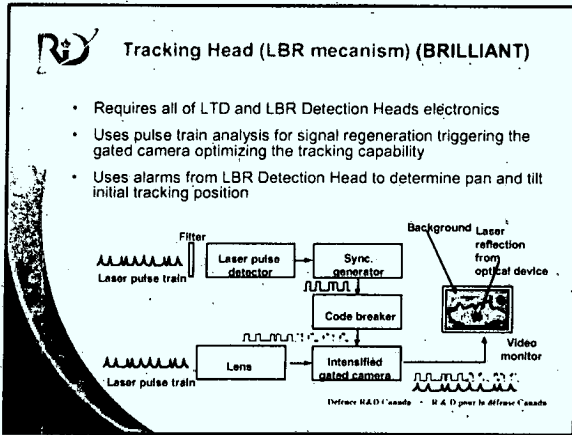 Tracking Head (LBR mecanism) (BRILLIANT)
• Requires all of LTD and LBR Detection Heads electronics
• Uses pulse train analysis for signal regeneration triggering the
gated camera optimizing the tracking capability
• Uses alarms from LBR Detection Head to determine pan and tilt
initial tracking position
Filter
Laser pulse train
Laser pulse
detector
Sync.
generator
Code breaker
Background
Laser
reflection
from
optical device
Laser pulse train
Lens
Intensified
gated camera
Video
monitor
Defence R&D Canada • R & D pour la défense Canada